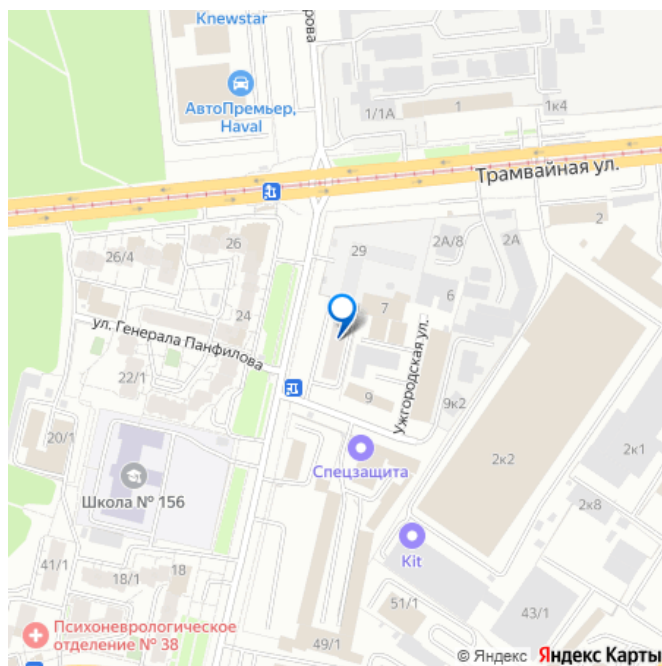 Knewstar
рова
АвтоПремьер,
Haval
1/1А
1
1к4
Трамвайная ул.
26
26/4
29
2А/8
2А
2
24
7
6
ул. Генерала Панфилова
Ужгородская ул.
22/1
9
9к2
20/1
Спецзащита
2к2
2к1
Школа № 156
2к8
Kit
41/1
18/1
18
51/1
43/1
Психоневрологическое
отделение № 38
49/1
© Яндекс Яндекс Карты